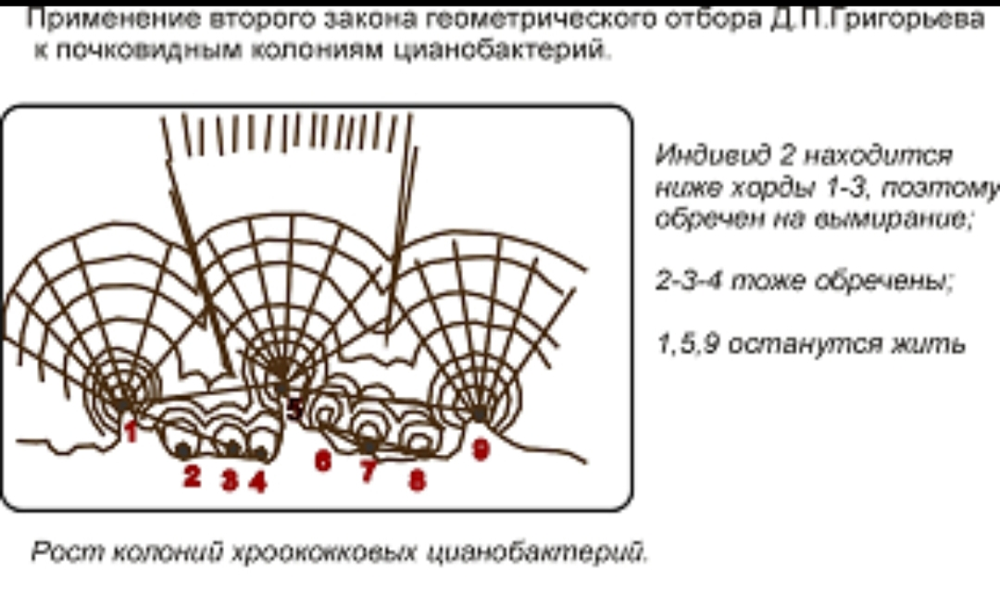 Применение второго закона геометрического отбора Д.П.Григорьева
к почковидным колониям цианобактерий.
Индивид 2 находится
ниже хорды 1-3, поэтому
обречен на вымирание;
2-3-4 тоже обречены;
1,5,9 останутся жить
1
5
9
2
3
4
6
7
8
Рост колоний хроококковых цианобактерий.